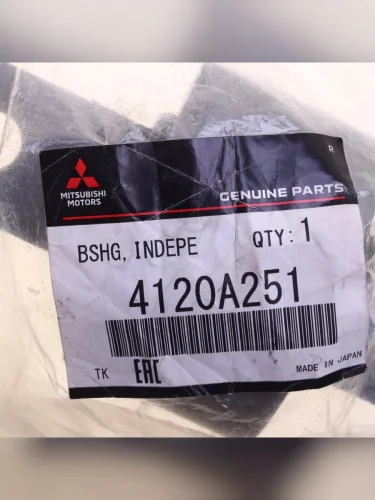 R
MITSUBISHI
MOTORS
GENUINE PARTS
BSHG, INDEPE QTY: 1
4120A251
TK EAC MADE IN JAPAN